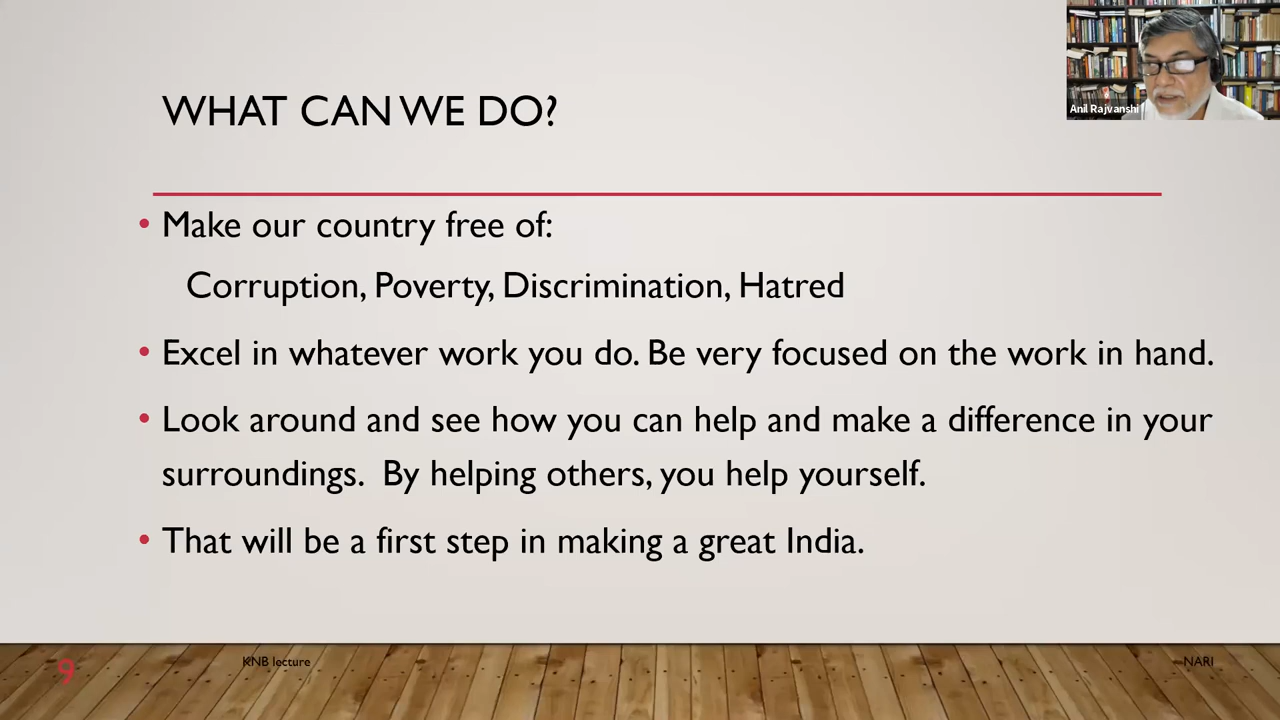 Anil Rajvanshi
WHAT CAN WE DO?
• Make our country free of:
Corruption, Poverty, Discrimination, Hatred
• Excel in whatever work you do. Be very focused on the work in hand.
• Look around and see how you can help and make a difference in your
surroundings. By helping others, you help yourself.
• That will be a first step in making a great India.
9
KNB lecture
NARI